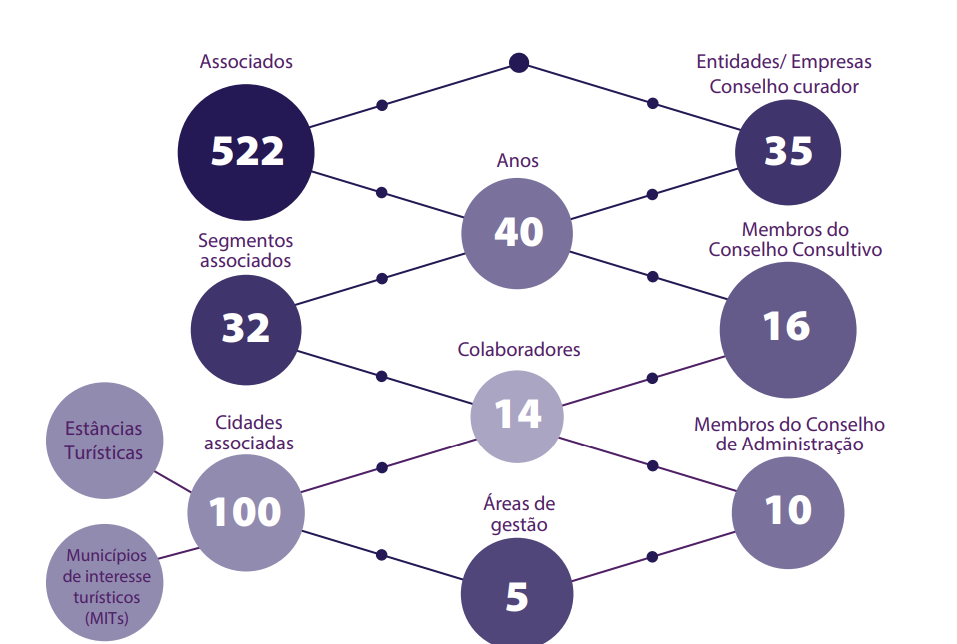 Associados
522
Entidades/ Empresas
Conselho curador
35
Anos
40
Segmentos
associados
32
Membros do
Conselho Consultivo
16
Colaboradores
14
Estâncias
Turísticas
Cidades
associadas
100
Membros do Conselho
de Administração
10
Áreas de
gestão
5
Municípios
de interesse
turísticos
(MITs)